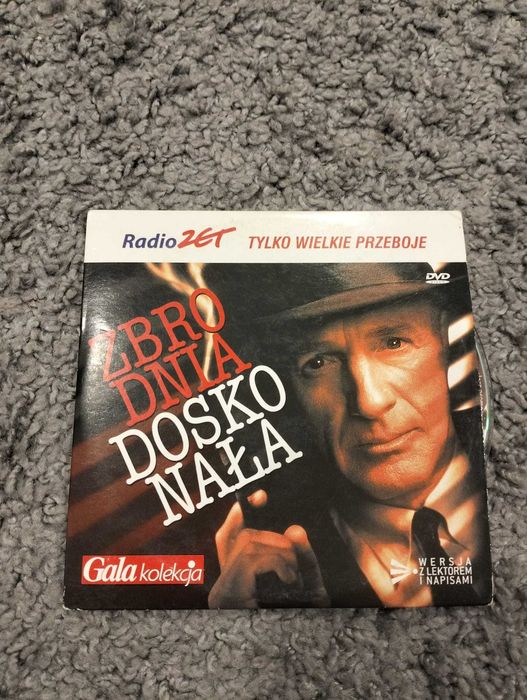 Radio ZET TYLKO WIELKIE PRZEBOJE
DVD
ZBRO
DNIA
DOSKO
NAŁA
Gala kolekcja
WERSJA
Z LEKTOREM
I NAPISAMI